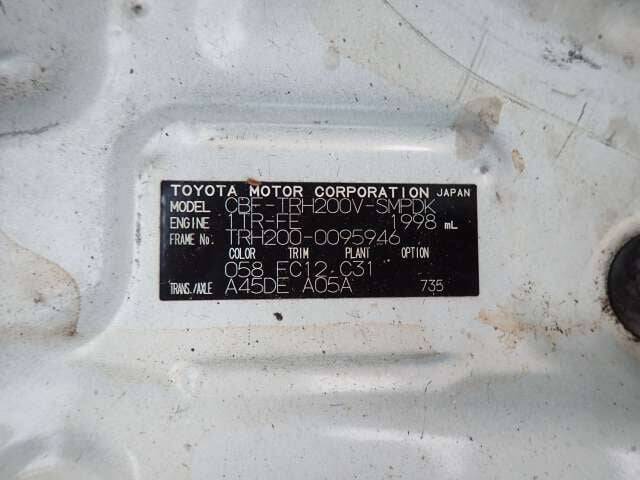 TOYOTA MOTOR CORPORATION JAPAN
MODEL CBF-TRH200V-SMPDK
ENGINE 1TR-FE 1998 mL
FRAME No. TRH200-0095946
COLOR TRIM PLANT OPTION
058 EC12 C31
TRANS./AXLE A45DE A05A 735